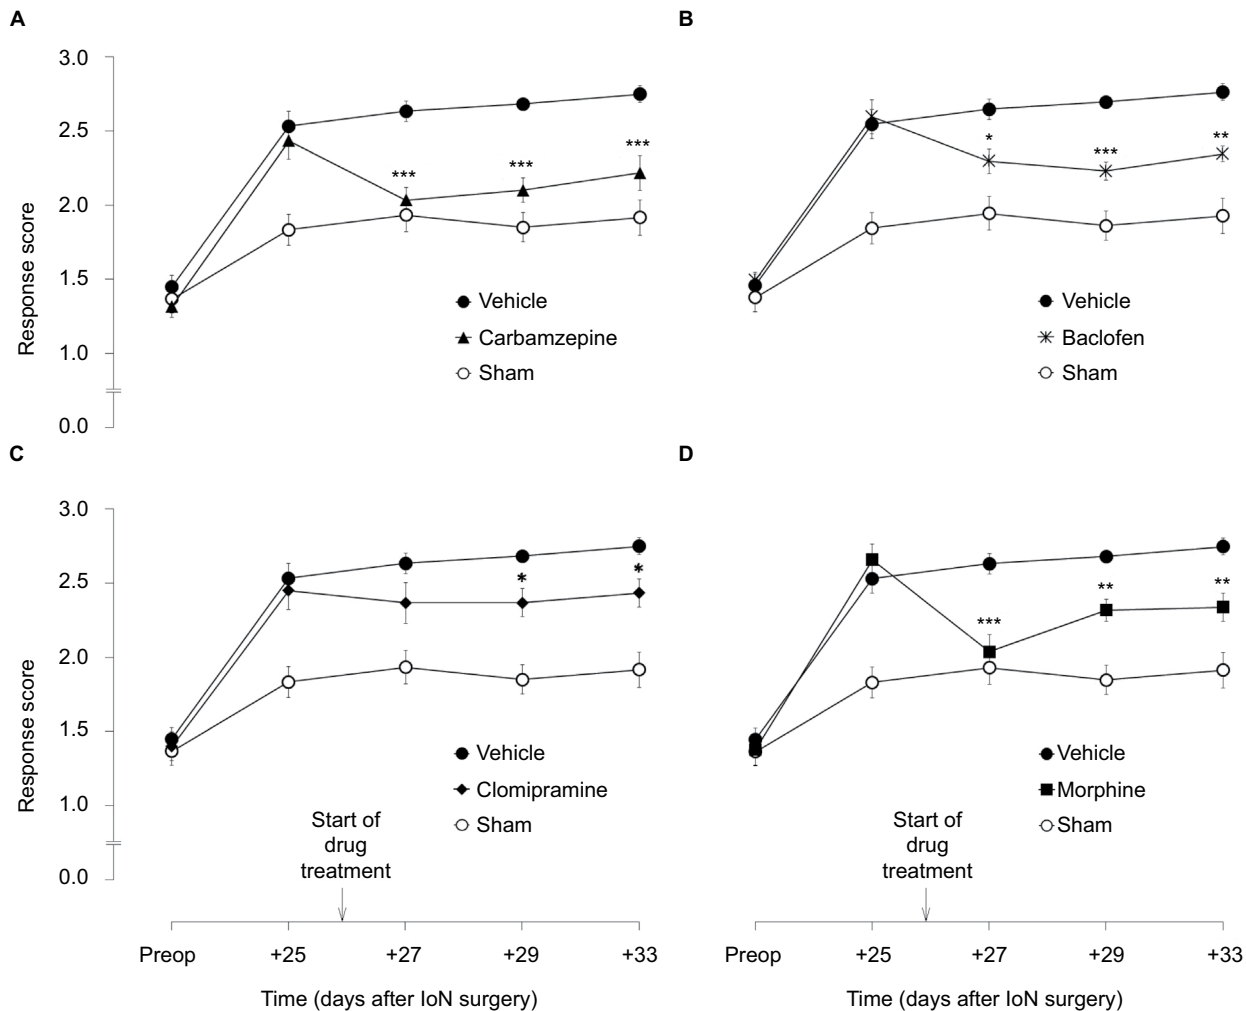 A
3.0
2.5
2.0
1.5
1.0
0.0
Response score
***
***
***
Vehicle
Carbamzepine
Sham
B
*
***
**
Vehicle
Baclofen
Sham
C
3.0
2.5
2.0
1.5
1.0
0.0
Response score
*
*
Vehicle
Clomipramine
Sham
Start of
drug
treatment
Preop
+25
+27
+29
+33
Time (days after IoN surgery)
D
***
**
**
Vehicle
Morphine
Sham
Start of
drug
treatment
Preop
+25
+27
+29
+33
Time (days after IoN surgery)